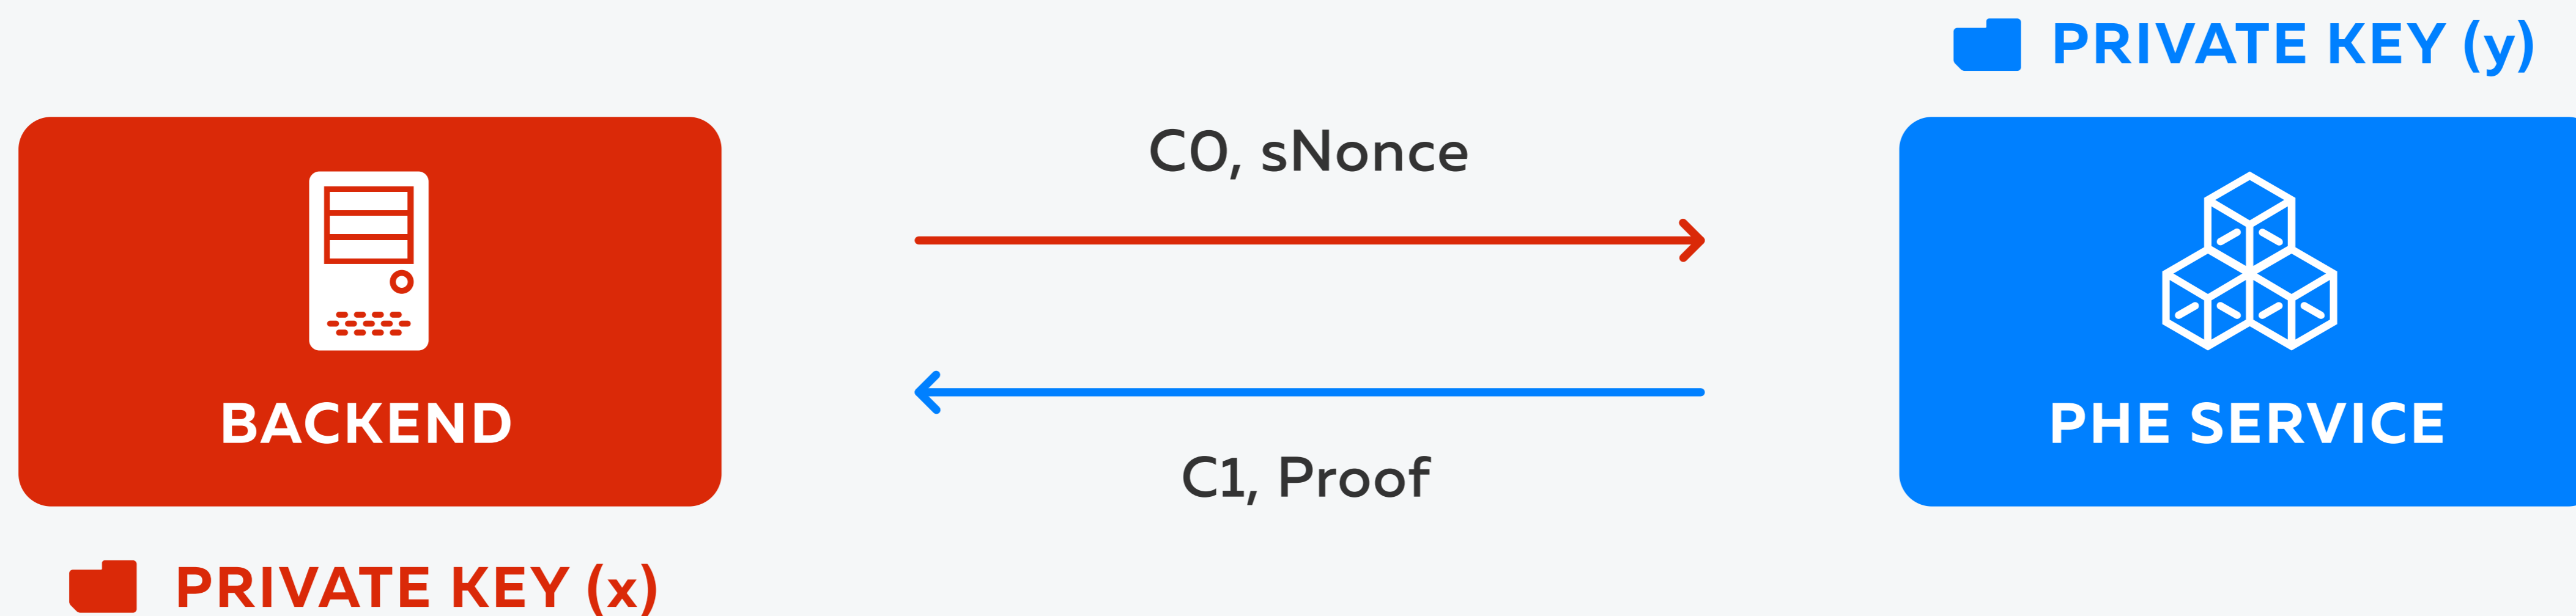 PRIVATE KEY (y)
C0, sNonce
BACKEND
PHE SERVICE
C1, Proof
PRIVATE KEY (x)